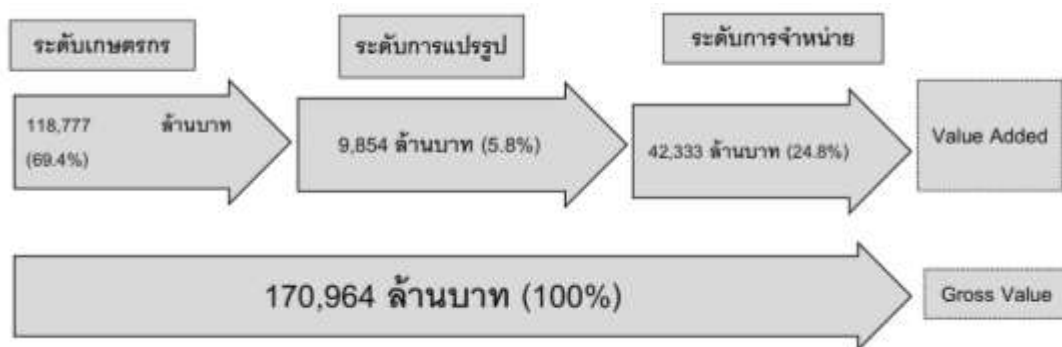 ระดับเกษตรกร
ระดับการแปรรูป
ระดับการจำหน่าย
118,777 ล้านบาท
(69.4%)
9,854 ล้านบาท (5.8%)
42,333 ล้านบาท (24.8%)
Value Added
170,964 ล้านบาท (100%)
Gross Value